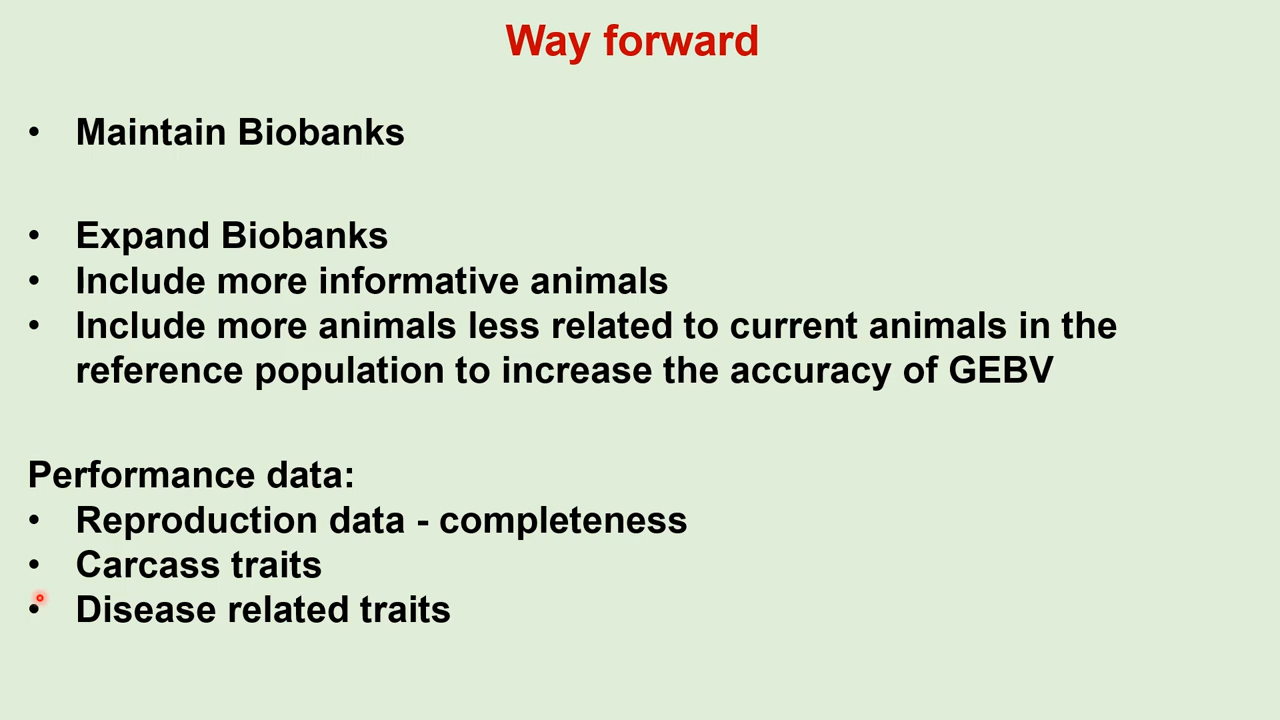 Way forward
• Maintain Biobanks
• Expand Biobanks
• Include more informative animals
• Include more animals less related to current animals in the
reference population to increase the accuracy of GEBV
Performance data:
• Reproduction data - completeness
• Carcass traits
• Disease related traits